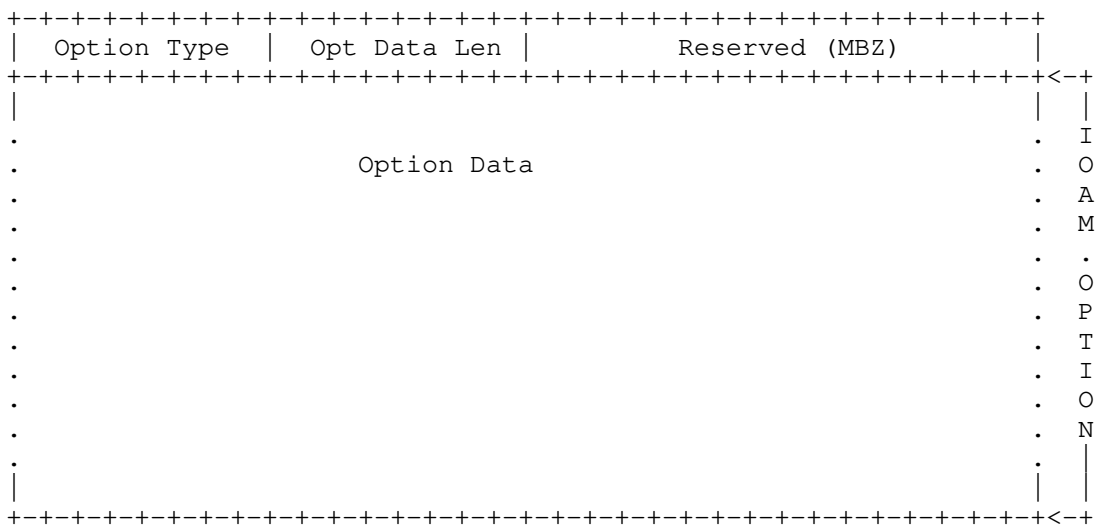 +-+-+-+-+-+-+-+-+-+-+-+-+-+-+-+-+-+-+-+-+-+-+-+-+-+-+-+-+-+-+-+-+
|  Option Type  |  Opt Data Len |         Reserved (MBZ)        |
+-+-+-+-+-+-+-+-+-+-+-+-+-+-+-+-+-+-+-+-+-+-+-+-+-+-+-+-+-+-+-+-+<-+
|                                                               |  |
.                                                               .  I
.                     Option Data                               .  O
.                                                               .  A
.                                                               .  M
.                                                               .  .
.                                                               .  O
.                                                               .  P
.                                                               .  T
.                                                               .  I
.                                                               .  O
.                                                               .  N
.                                                               .  |
|                                                               |  |
+-+-+-+-+-+-+-+-+-+-+-+-+-+-+-+-+-+-+-+-+-+-+-+-+-+-+-+-+-+-+-+-+<-+